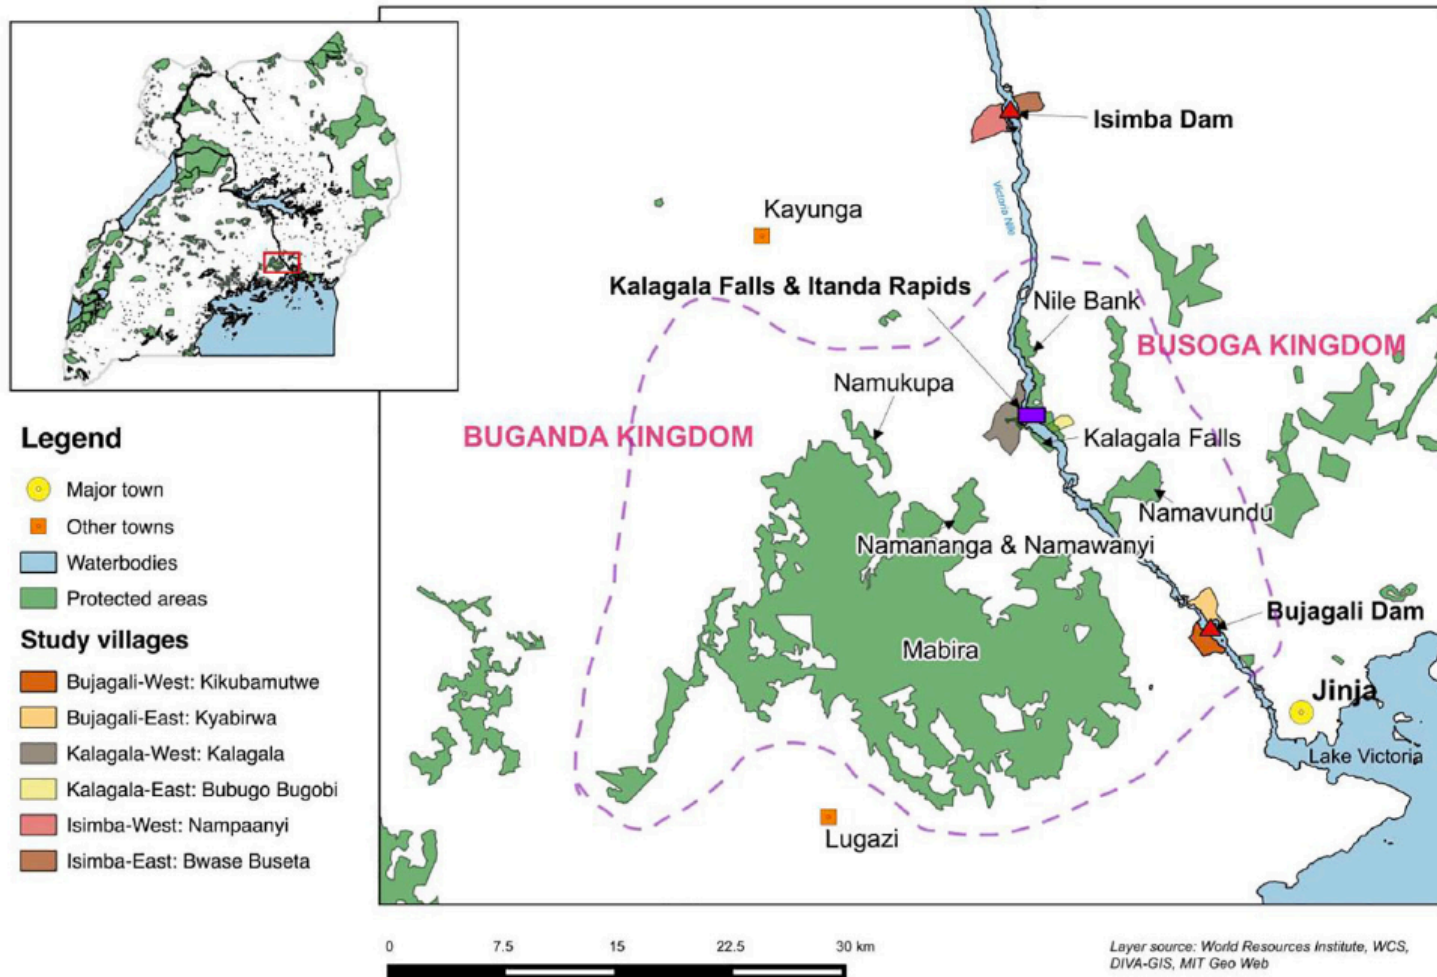 Isimba Dam
Victoria Nile
Kayunga
Kalagala Falls & Itanda Rapids
Nile Bank
BUSOGA KINGDOM
Namukupa
BUGANDA KINGDOM
Kalagala Falls
Namavundu
Namananga & Namawanyi
Bujagali Dam
Mabira
Jinja
Lake Victoria
Lugazi
Legend
Major town
Other towns
Waterbodies
Protected areas
Study villages
Bujagali-West: Kikubamutwe
Bujagali-East: Kyabirwa
Kalagala-West: Kalagala
Kalagala-East: Bubugo Bugobi
Isimba-West: Nampaanyi
Isimba-East: Bwase Buseta
0 7.5 15 22.5 30 km
Layer source: World Resources Institute, WCS,
DIVA-GIS, MIT Geo Web